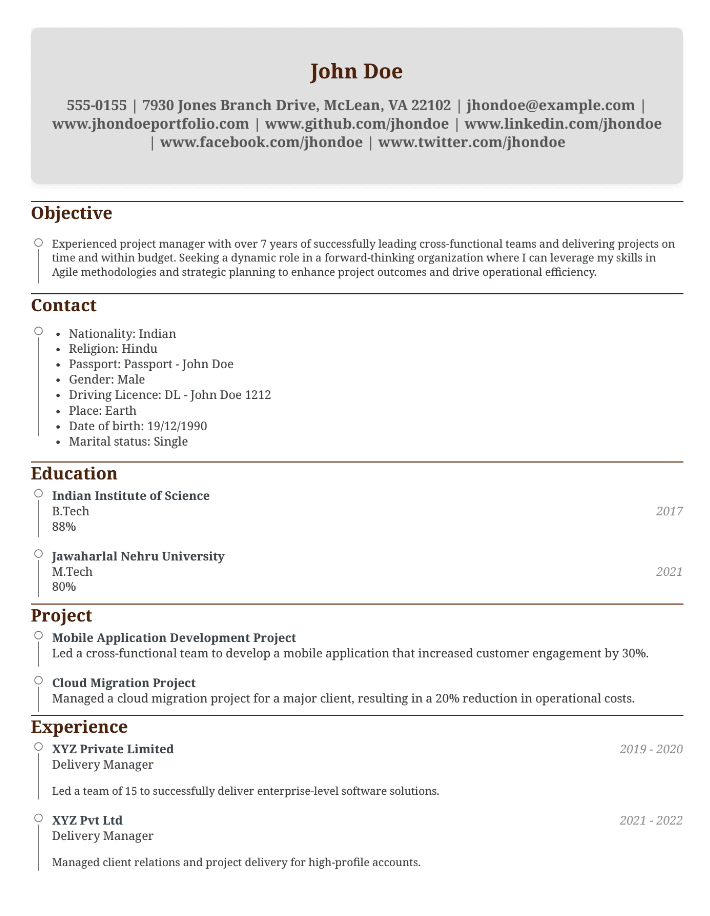 John Doe
555-0155 | 7930 Jones Branch Drive, McLean, VA 22102 | jhondoe@example.com |
www.jhondoeportfolio.com | www.github.com/jhondoe | www.linkedin.com/jhondoe
| www.facebook.com/jhondoe | www.twitter.com/jhondoe
Objective
Experienced project manager with over 7 years of successfully leading cross-functional teams and delivering projects on
time and within budget. Seeking a dynamic role in a forward-thinking organization where I can leverage my skills in
Agile methodologies and strategic planning to enhance project outcomes and drive operational efficiency.
Contact
• Nationality: Indian
• Religion: Hindu
• Passport: Passport - John Doe
• Gender: Male
• Driving Licence: DL - John Doe 1212
• Place: Earth
• Date of birth: 19/12/1990
• Marital status: Single
Education
Indian Institute of Science
B.Tech 2017
88%
Jawaharlal Nehru University
M.Tech 2021
80%
Project
Mobile Application Development Project
Led a cross-functional team to develop a mobile application that increased customer engagement by 30%.
Cloud Migration Project
Managed a cloud migration project for a major client, resulting in a 20% reduction in operational costs.
Experience
XYZ Private Limited 2019 - 2020
Delivery Manager
Led a team of 15 to successfully deliver enterprise-level software solutions.
XYZ Pvt Ltd 2021 - 2022
Delivery Manager
Managed client relations and project delivery for high-profile accounts.